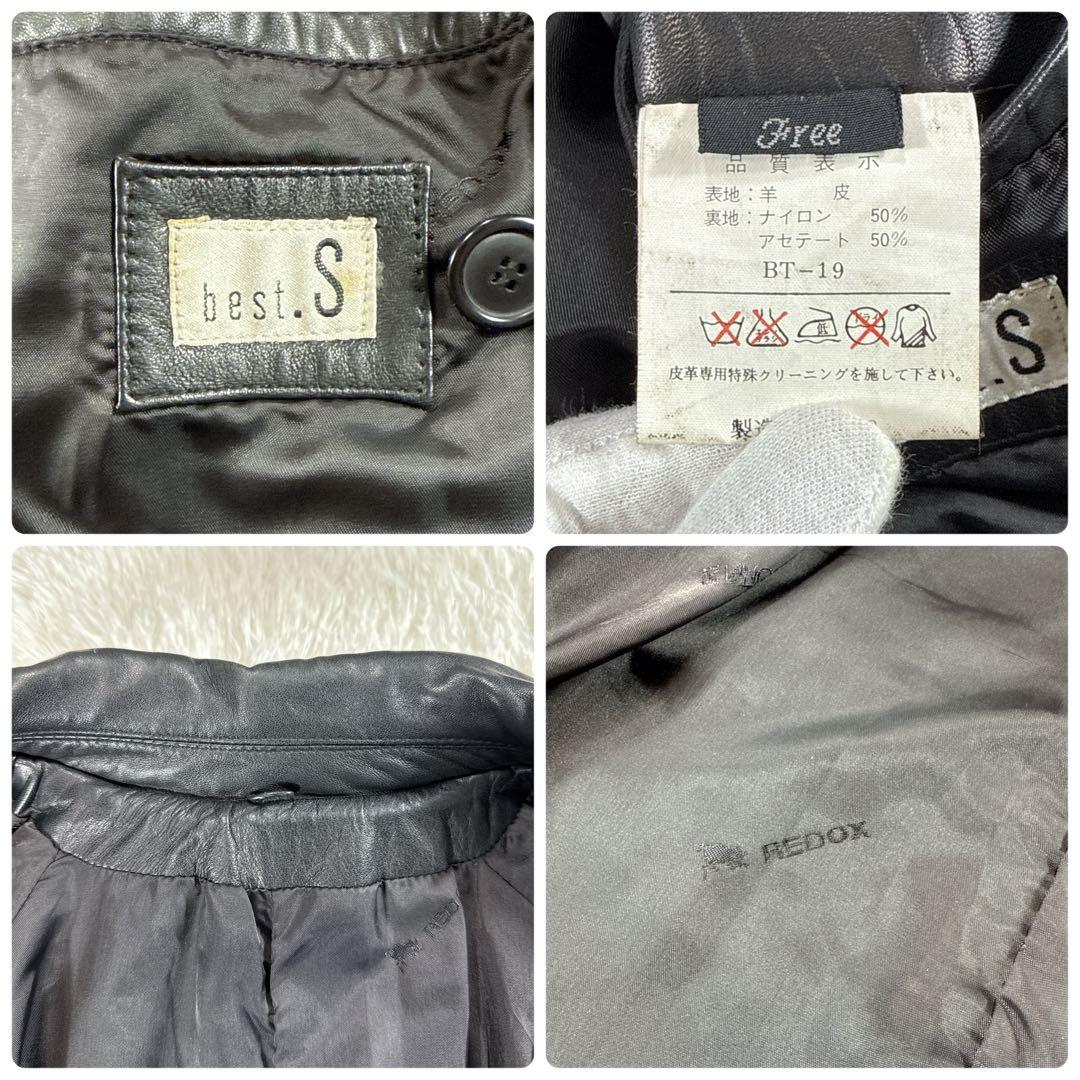 best.S
Free
品質表示
表地：羊　皮
裏地：ナイロン　50%
アセテート　50%
BT-19
低
皮革専用特殊クリーニングを施して下さい。
.S
REDOX